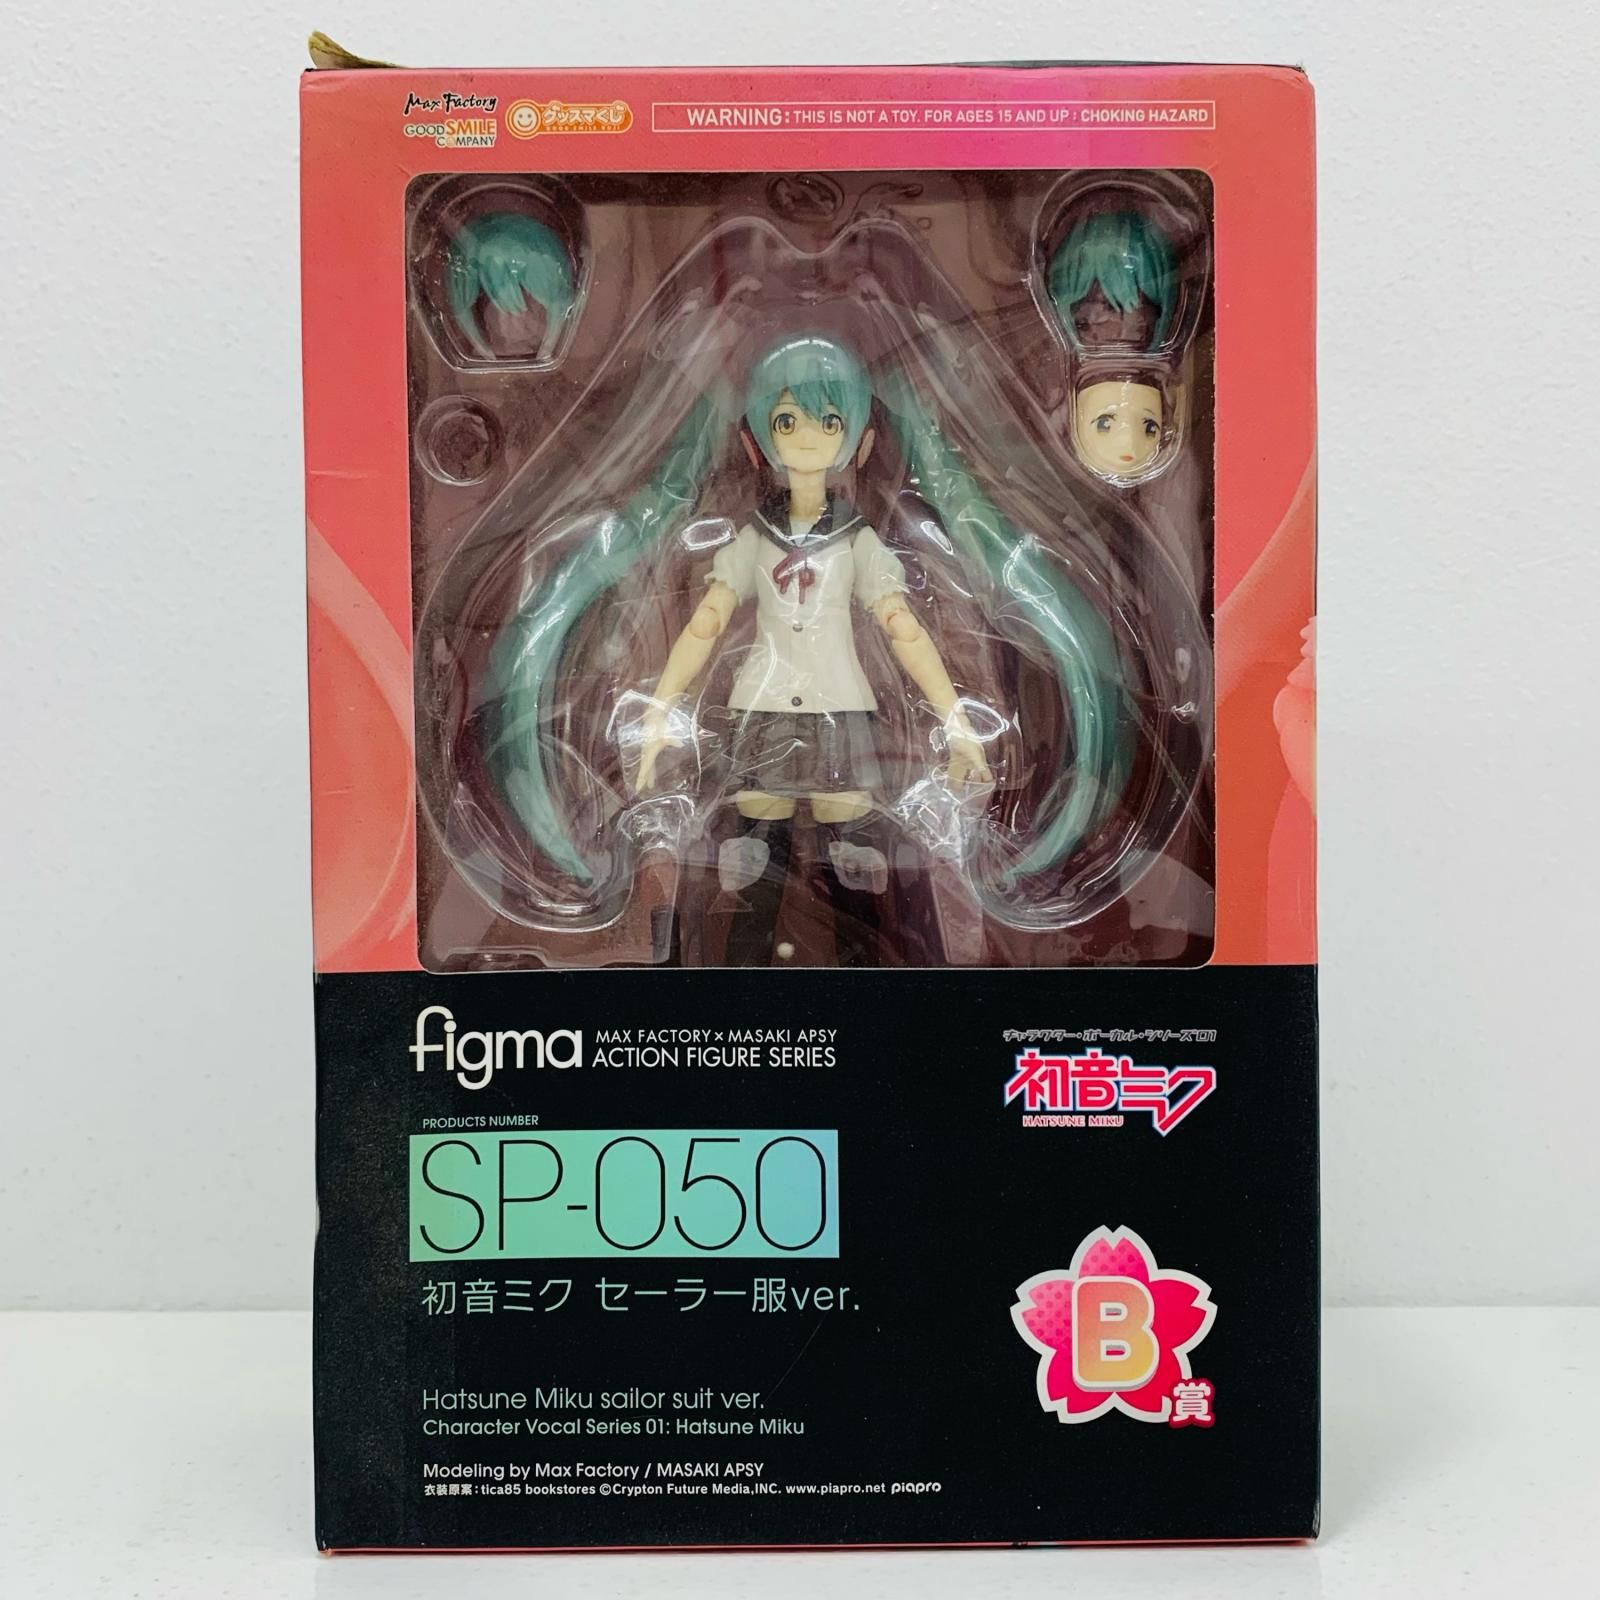 Max Factory
GOOD SMILE
COMPANY
グッスマくじ
GOOD SMILE KUJI
WARNING: THIS IS NOT A TOY. FOR AGES 15 AND UP : CHOKING HAZARD
figma
MAX FACTORY×MASAKI APSY
ACTION FIGURE SERIES
キャラクター・ボーカル・シリーズ01
初音ミク
HATSUNE MIKU
PRODUCTS NUMBER
SP-050
初音ミク セーラー服ver.
B
賞
Hatsune Miku sailor suit ver.
Character Vocal Series 01: Hatsune Miku
Modeling by Max Factory / MASAKI APSY
衣装原案：tica85 bookstores ©Crypton Future Media,INC. www.piapro.net piapro